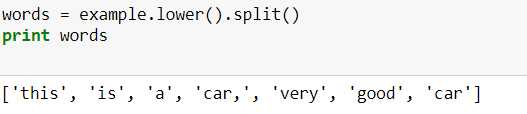 words = example.lower().split()
print words
['this', 'is', 'a', 'car,', 'very', 'good', 'car']